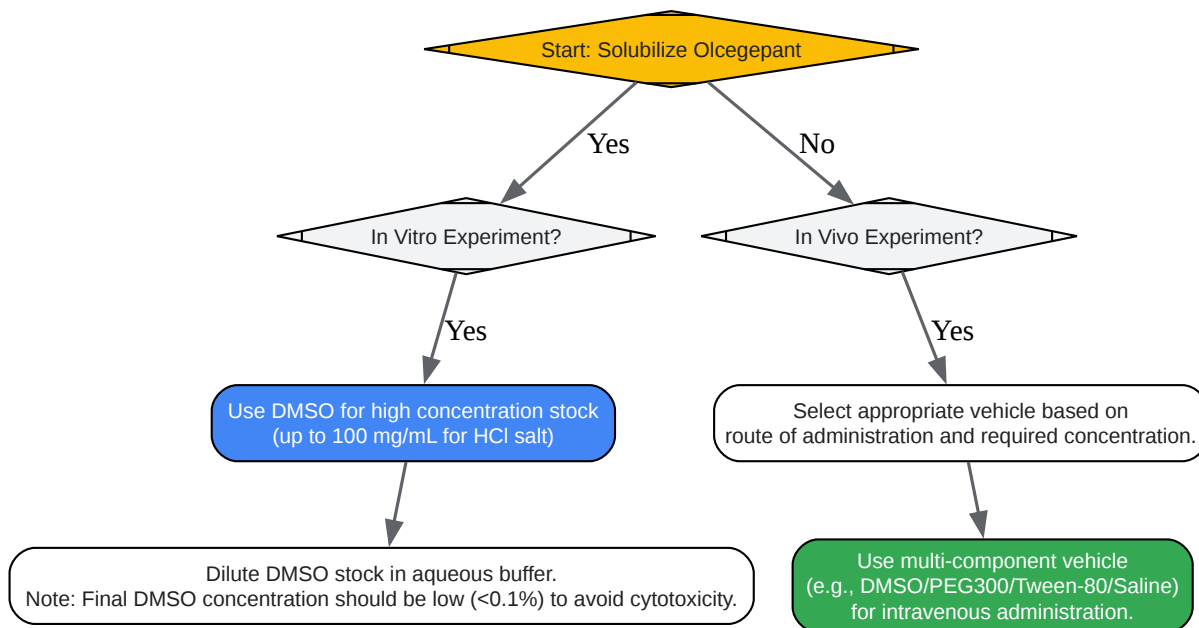 Start: Solubilize Olcegepant
Yes
No
In Vitro Experiment?
In Vivo Experiment?
Yes
Yes
Use DMSO for high concentration stock
(up to 100 mg/mL for HCl salt)
Select appropriate vehicle based on
route of administration and required concentration.
Dilute DMSO stock in aqueous buffer.
Note: Final DMSO concentration should be low (<0.1%) to avoid cytotoxicity.
Use multi-component vehicle
(e.g., DMSO/PEG300/Tween-80/Saline)
for intravenous administration.